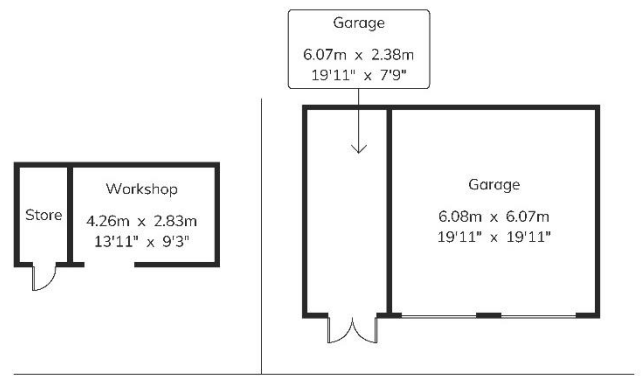 Garage
6.07m x 2.38m
19'11" x 7'9"
Workshop
Store
4.26m x 2.83m
13'11" x 9'3"
Garage
6.08m x 6.07m
19'11" x 19'11"